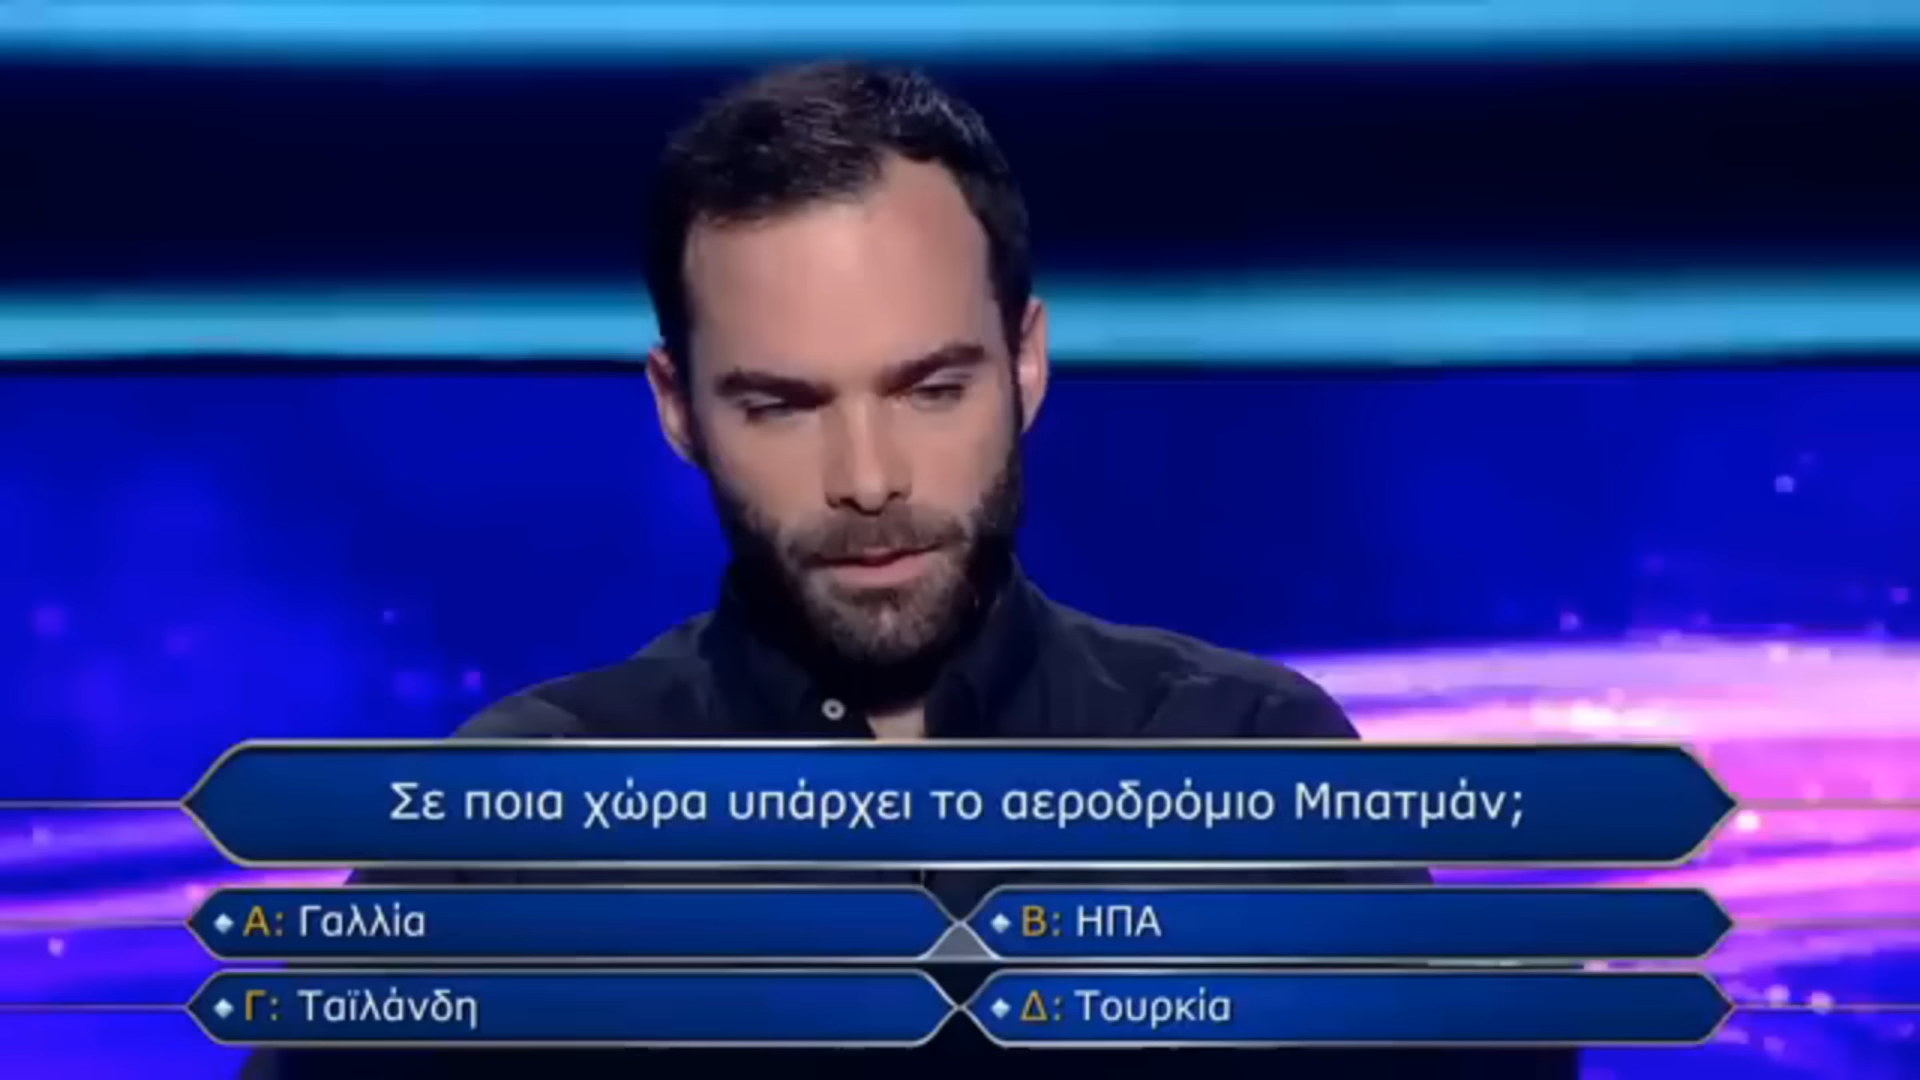 Σε ποια χώρα υπάρχει το αεροδρόμιο Μπατμάν;
Α: Γαλλία
Β: ΗΠΑ
Γ: Ταϊλάνδη
Δ: Τουρκία